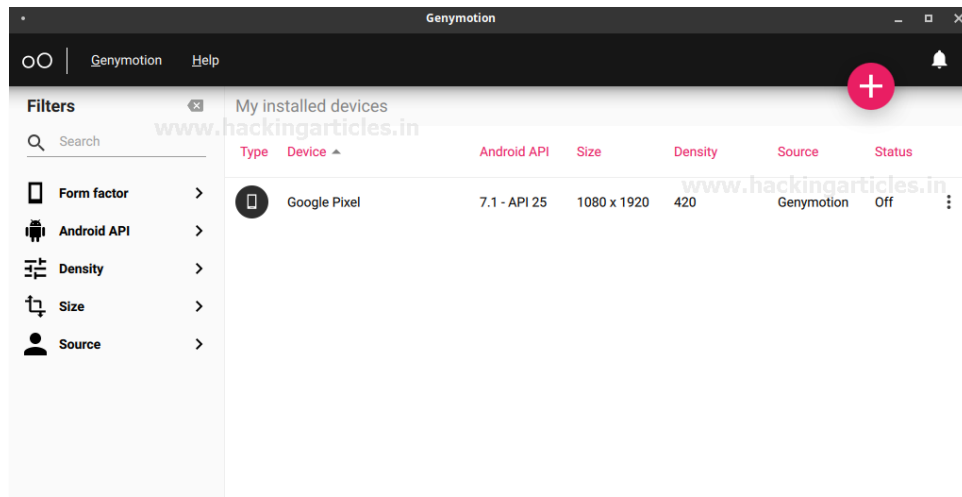 Genymotion
Genymotion Help
Filters
My installed devices
www.hackingarticles.in
Search
Type Device Android API Size Density Source Status
www.hackingarticles.in
Form factor
Google Pixel 7.1 - API 25 1080 x 1920 420 Genymotion Off
Android API
Density
Size
Source